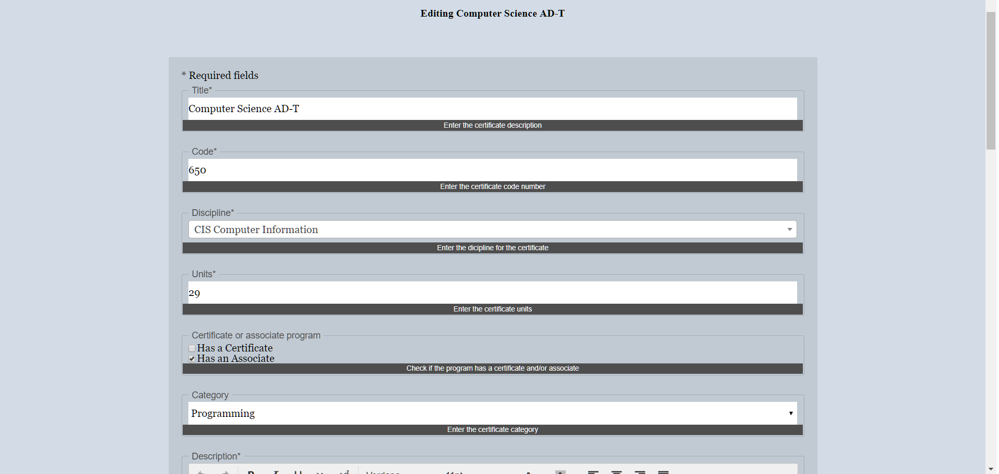 Editing Computer Science AD-T
* Required fields
Title*
Computer Science AD-T
Enter the certificate description
Code*
650
Enter the certificate code number
Discipline*
CIS Computer Information
Enter the dicipline for the certificate
Units*
29
Enter the certificate units
Certificate or associate program
Has a Certificate
Has an Associate
Check if the program has a certificate and/or associate
Category
Programming
Enter the certificate category
Description*